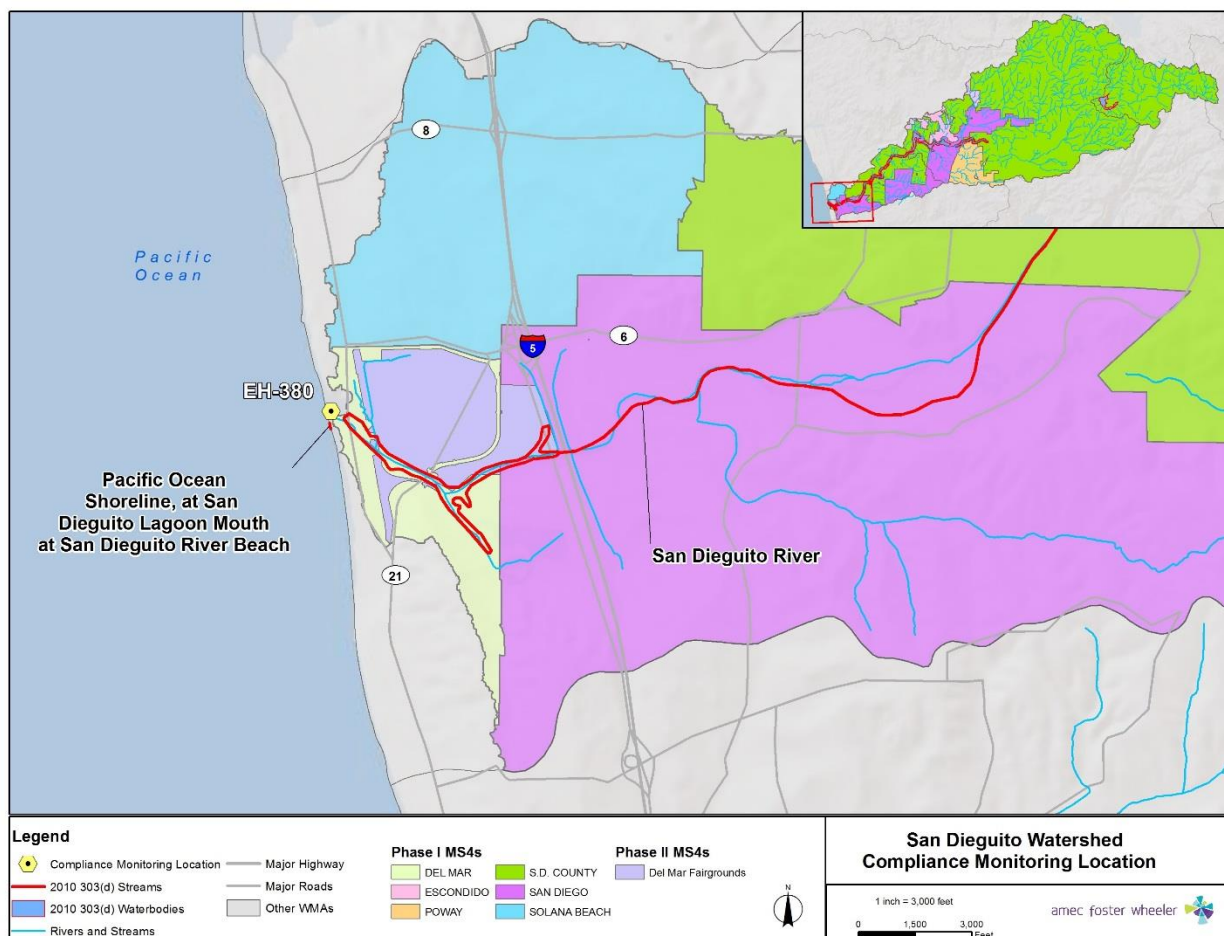 8
Pacific
Ocean
5
6
EH-380
Pacific Ocean
Shoreline, at San
Dieguito Lagoon Mouth
at San Dieguito River Beach
San Dieguito River
21
Legend
Compliance Monitoring Location
2010 303(d) Streams
2010 303(d) Waterbodies
Rivers and Streams
Major Highway
Major Roads
Other WMAs
Phase I MS4s
DEL MAR
ESCONDIDO
POWAY
S.D. COUNTY
SAN DIEGO
SOLANA BEACH
Phase II MS4s
Del Mar Fairgrounds
N
San Dieguito Watershed
Compliance Monitoring Location
1 inch = 3,000 feet
0 1,500 3,000
Feet
amec foster wheeler